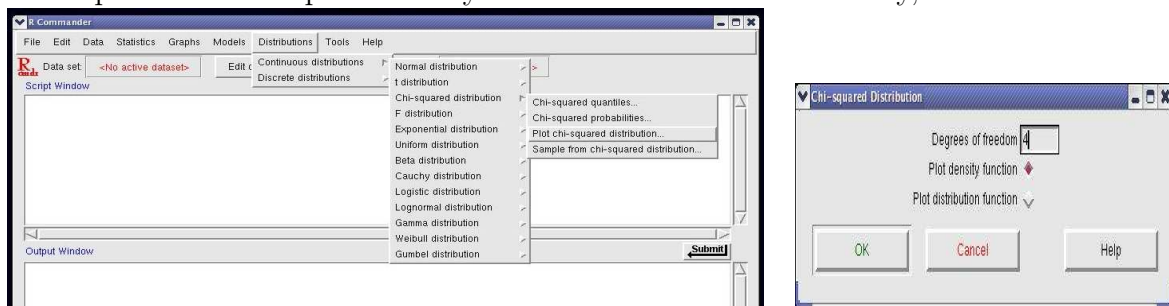 R Commander
File Edit Data Statistics Graphs Models Distributions Tools Help
Rcmdr Data set: <No active dataset> Edit d
Continuous distributions
Discrete distributions
Script Window
Normal distribution
t distribution
Chi-squared distribution
F distribution
Exponential distribution
Uniform distribution
Beta distribution
Cauchy distribution
Logistic distribution
Lognormal distribution
Gamma distribution
Weibull distribution
Gumbel distribution
Chi-squared quantiles...
Chi-squared probabilities...
Plot chi-squared distribution...
Sample from chi-squared distribution...
Output Window
Submit
Chi-squared Distribution
Degrees of freedom 4
Plot density function
Plot distribution function
OK Cancel Help